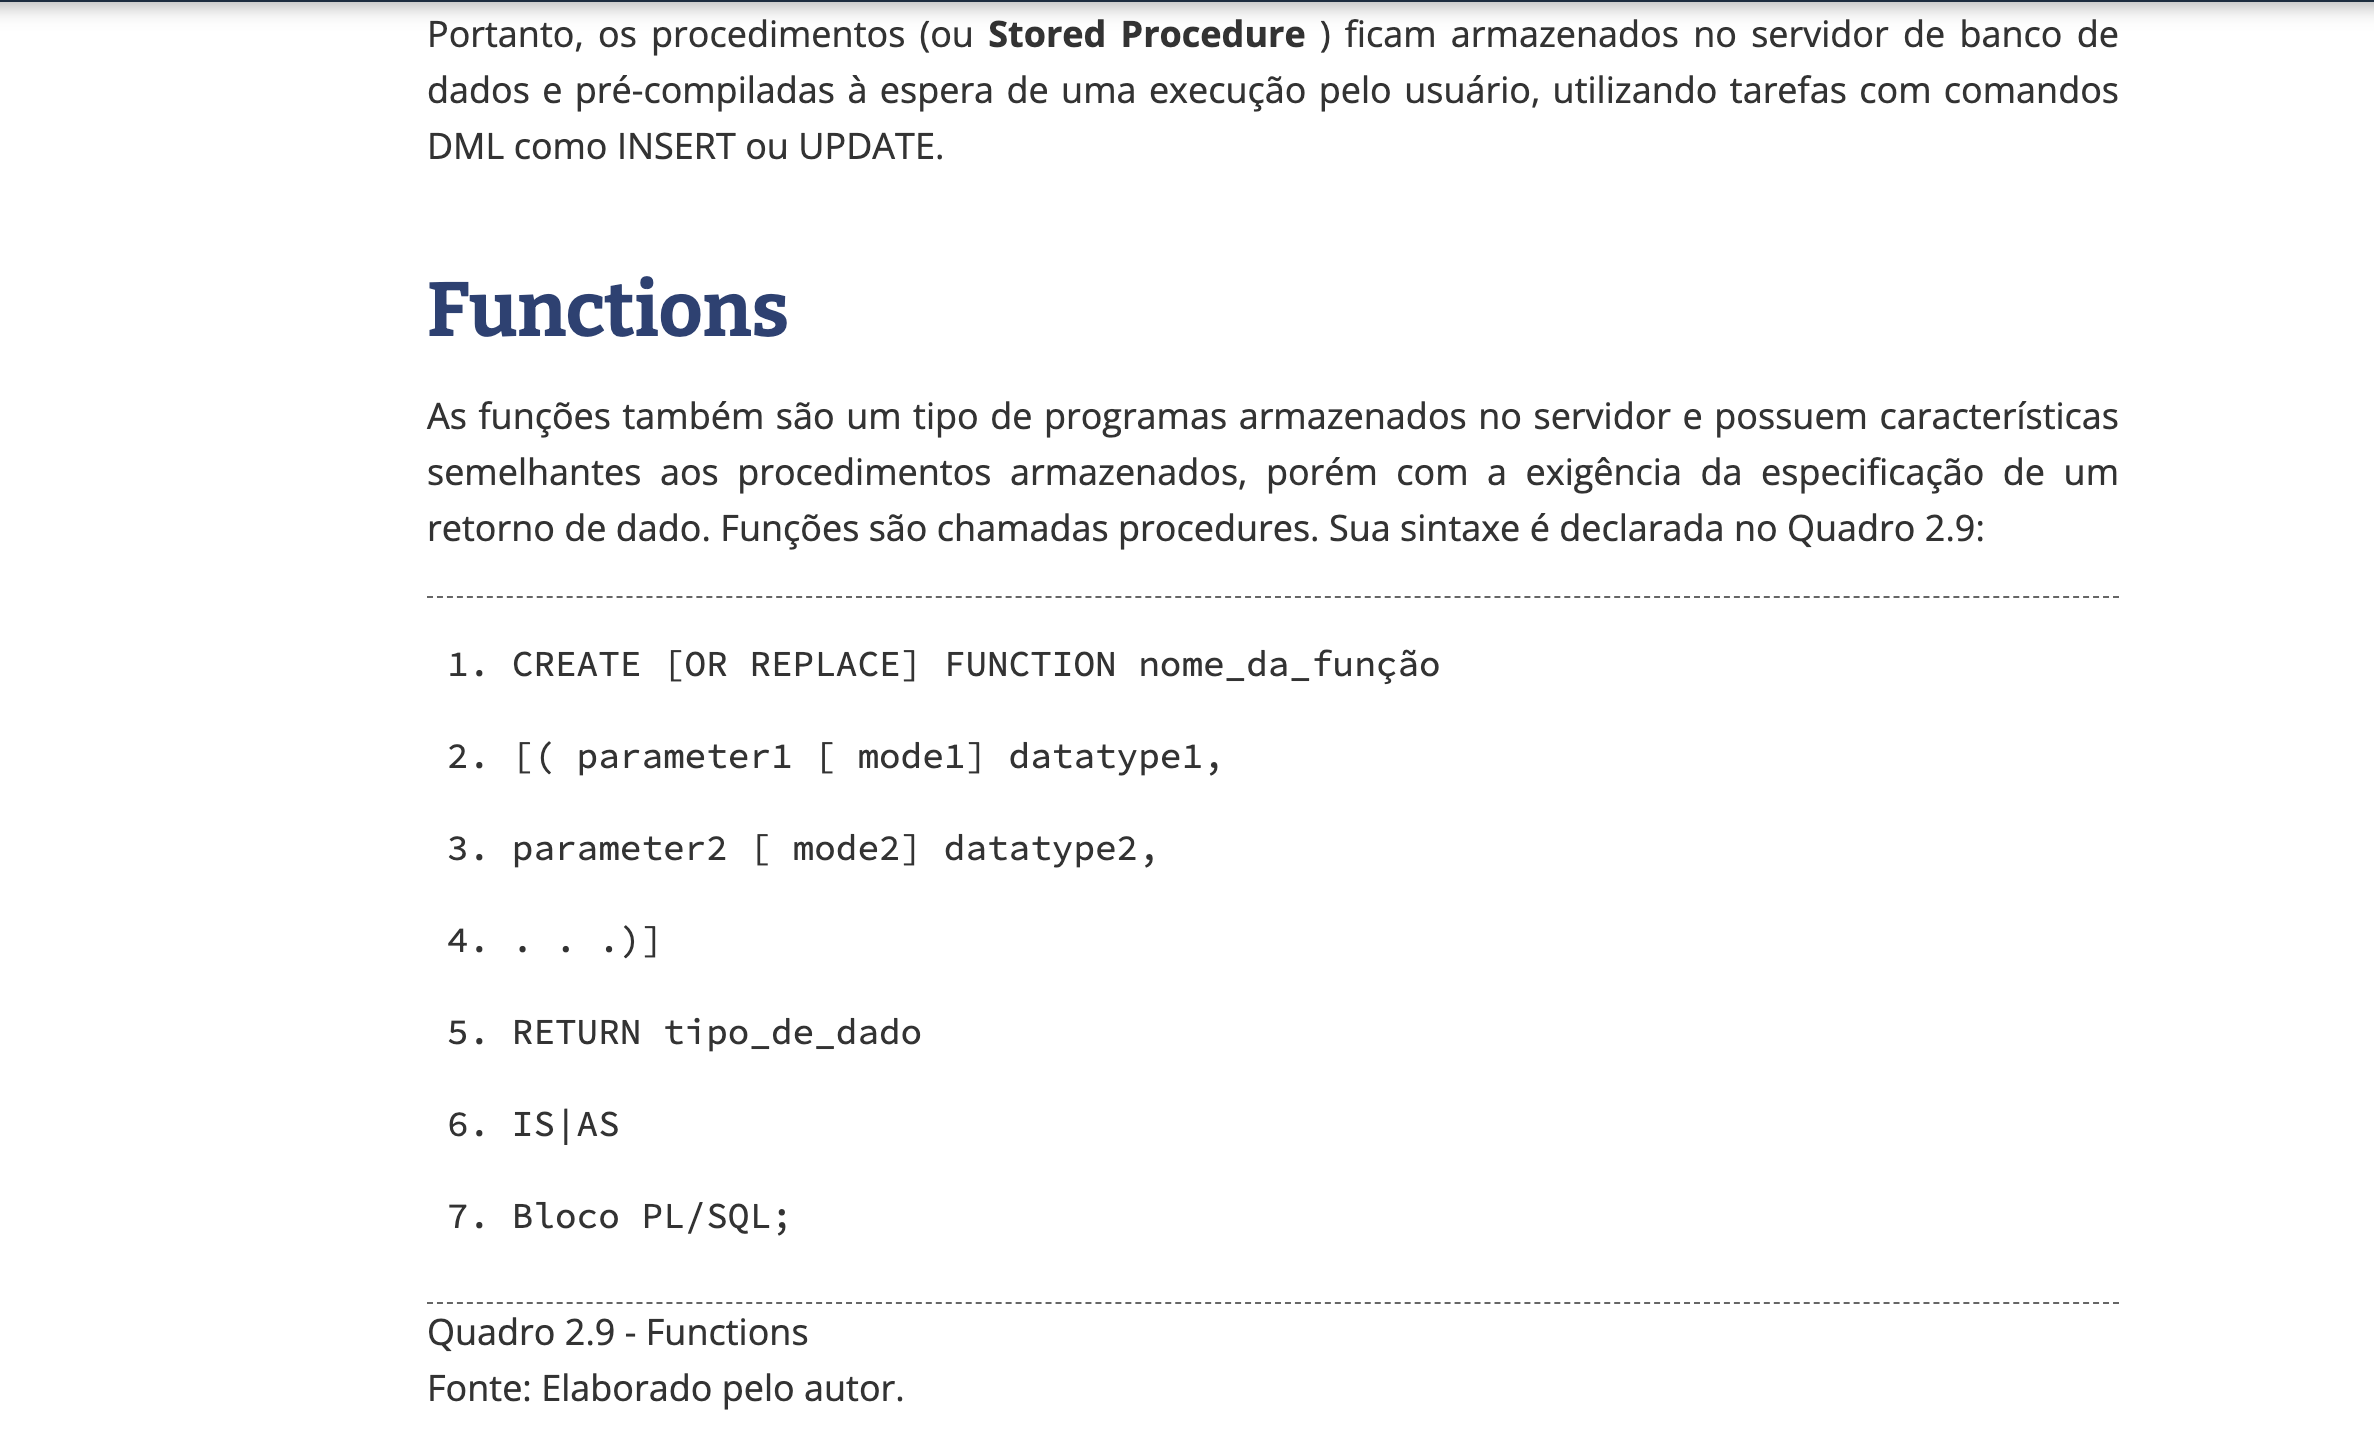 Portanto, os procedimentos (ou Stored Procedure ) ficam armazenados no servidor de banco de
dados e pré-compiladas à espera de uma execução pelo usuário, utilizando tarefas com comandos
DML como INSERT ou UPDATE.
Functions
As funções também são um tipo de programas armazenados no servidor e possuem características
semelhantes aos procedimentos armazenados, porém com a exigência da especificação de um
retorno de dado. Funções são chamadas procedures. Sua sintaxe é declarada no Quadro 2.9:
1. CREATE [OR REPLACE] FUNCTION nome_da_função
2. [( parameter1 [ mode1] datatype1,
3. parameter2 [ mode2] datatype2,
4. . . .)]
5. RETURN tipo_de_dado
6. IS|AS
7. Bloco PL/SQL;
Quadro 2.9 - Functions
Fonte: Elaborado pelo autor.